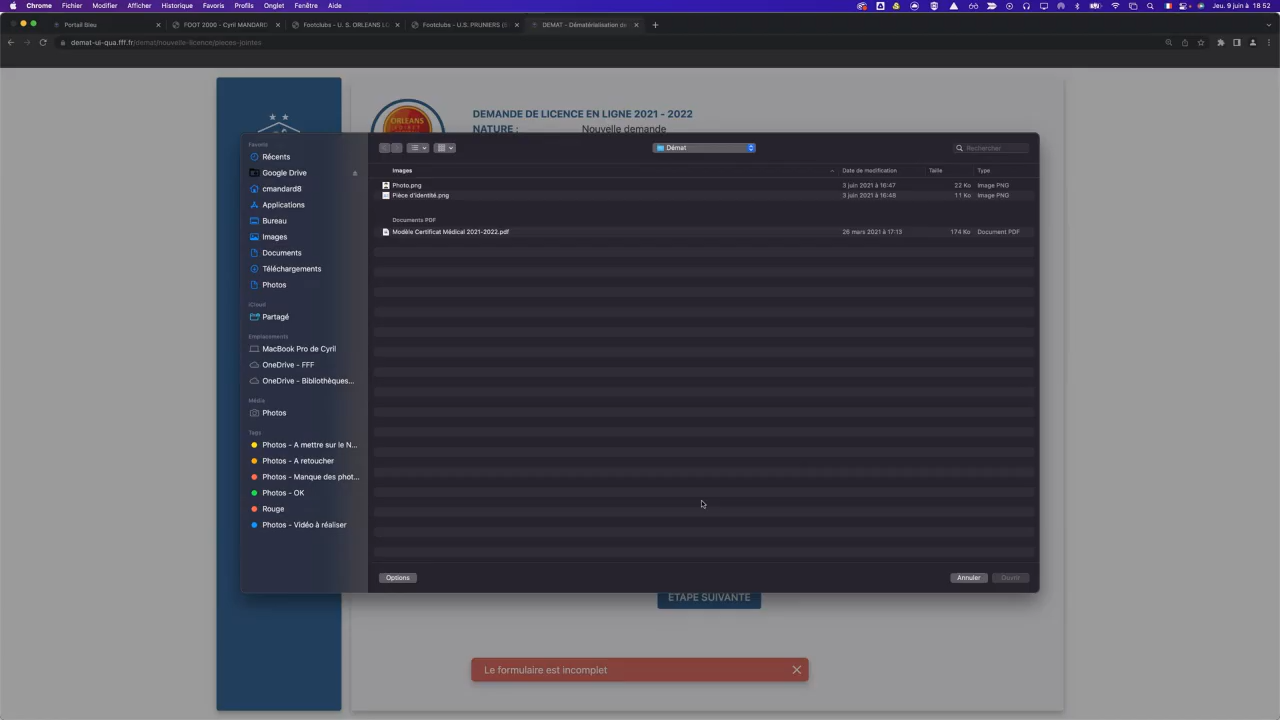 Chrome Fichier Modifier Afficher Historique Favoris Profils Onglet Fenêtre Aide Jeu. 9 juin à 18:52
Portail bleu × FOOT 2000 - Cyril MANDARD × Footclubs - U. S. ORLEANS L × Footclubs - U.S. PRUNIERS × DEMAT - Dématérialisation de × +
demat-ui-qua.fff.fr/demat/nouvelle-licence/pieces-jointes
DEMANDE DE LICENCE EN LIGNE 2021 - 2022
ORLEANS
NATURE : Nouvelle demande
Favoris
Démat
Rechercher
Récents
Google Drive
cmandard8
Applications
Bureau
Images
Documents
Téléchargements
Photos
iCloud
Partagé
Emplacements
MacBook Pro de Cyril
OneDrive - FFF
OneDrive - Bibliothèques...
Média
Photos
Tags
Photos - A mettre sur le N...
Photos - A retoucher
Photos - Manque des phot...
Photos - OK
Rouge
Photos - Vidéo à réaliser
Images Date de modification Taille Type
Photo.png 3 juin 2021 à 16:47 22 Ko Image PNG
Pièce d'identité.png 3 juin 2021 à 16:48 11 Ko Image PNG
Documents PDF
Modèle Certificat Médical 2021-2022.pdf 26 mars 2021 à 17:13 174 Ko Document PDF
Options Annuler Ouvrir
ETAPE SUIVANTE
Le formulaire est incomplet